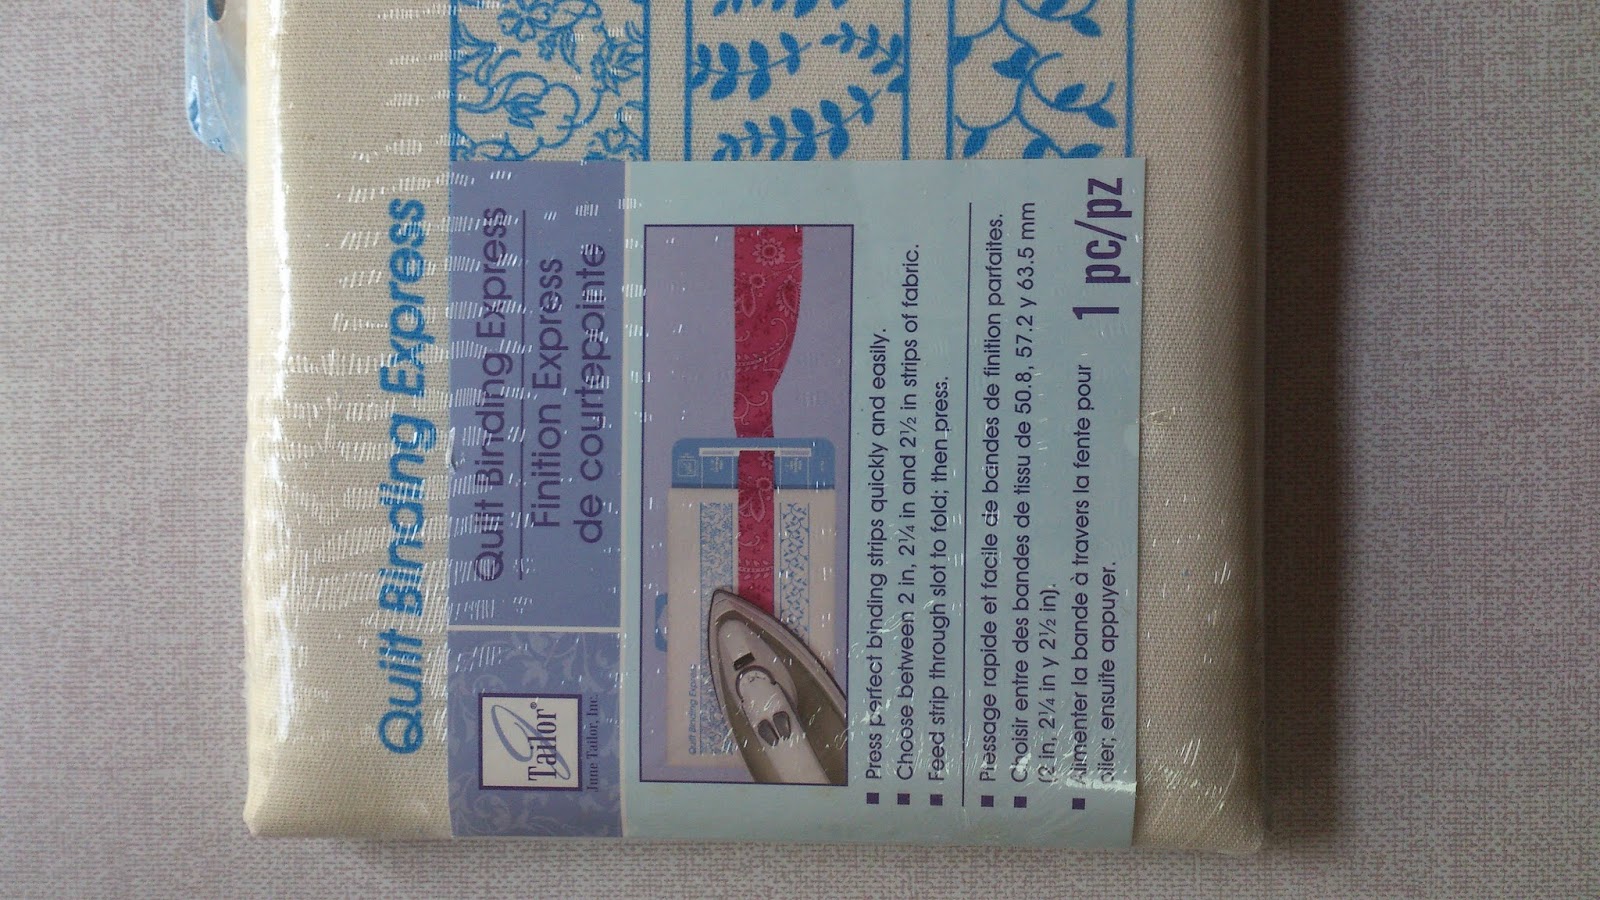 Quilt Binding Express
J Tailor®
June Tailor, Inc.
Quilt Binding Express
Finition Express
de courtepointe
Quilt Binding Express
■ Press perfect binding strips quickly and easily.
■ Choose between 2 in, 2¼ in and 2½ in strips of fabric.
■ Feed strip through slot to fold; then press.
■ Pressage rapide et facile de bandes de finition parfaites.
■ Choisir entre des bandes de tissu de 50.8, 57.2 y 63.5 mm
(2 in, 2¼ in y 2½ in).
■ Alimenter la bande à travers la fente pour
plier; ensuite appuyer.
1 pc/pz